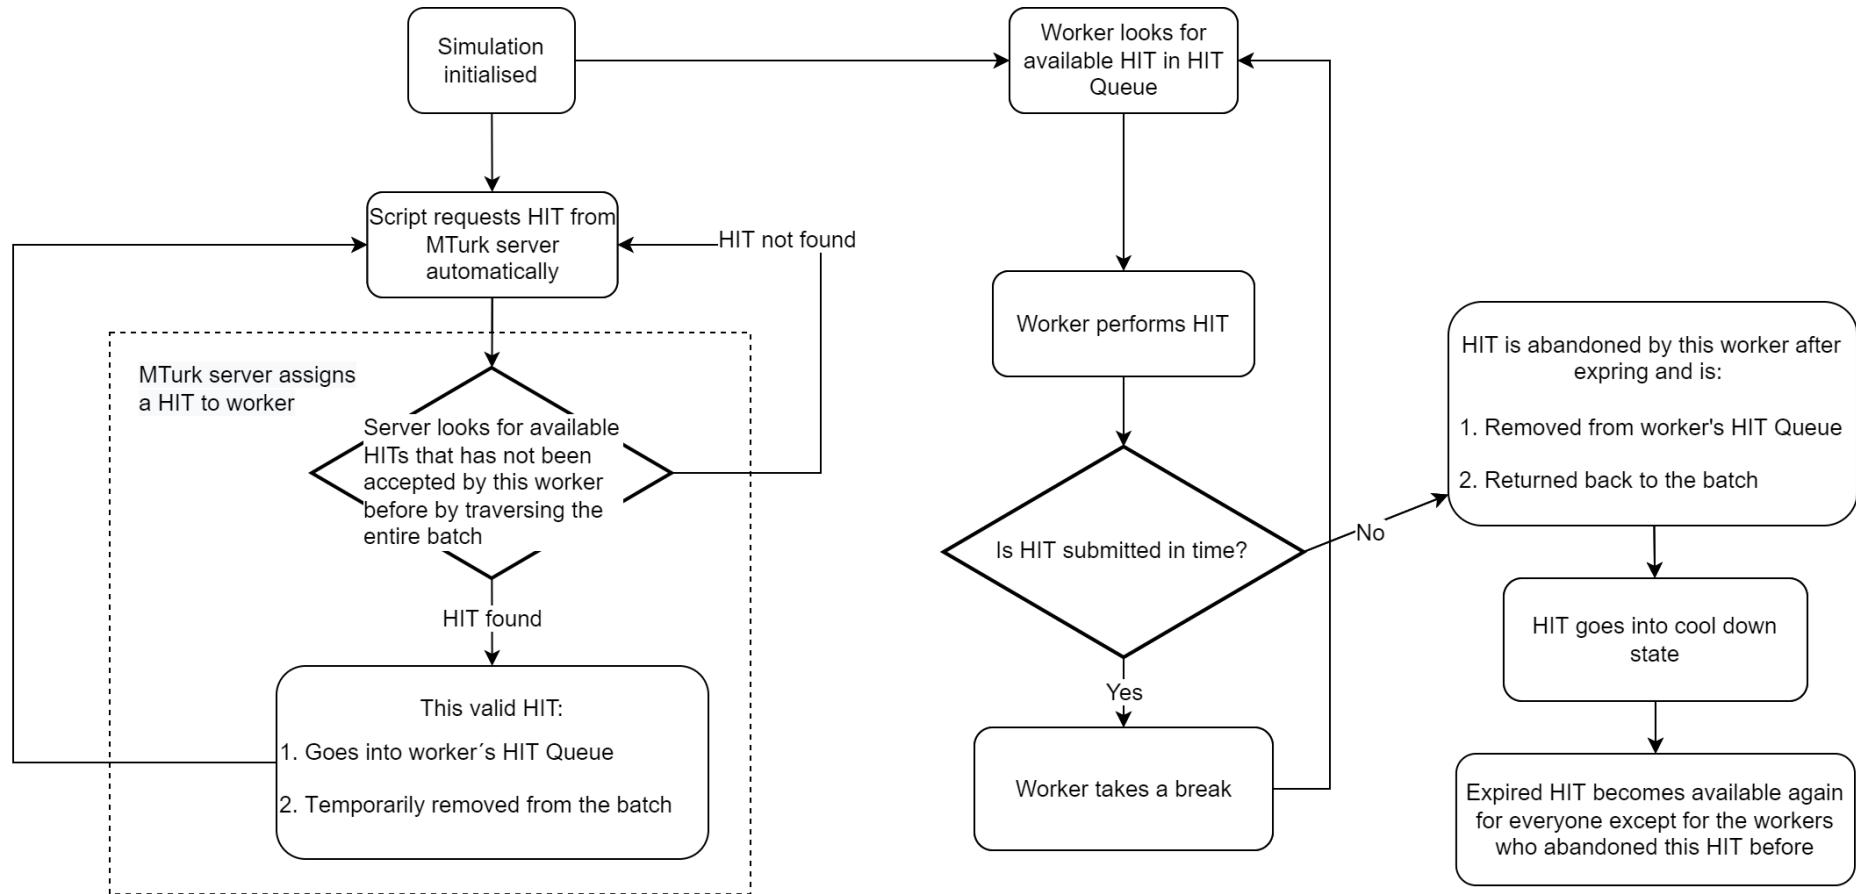 Simulation
initialised
Worker looks for
available HIT in HIT
Queue
Script requests HIT from
MTurk server
automatically
HIT not found
MTurk server assigns
a HIT to worker
Server looks for available
HITs that has not been
accepted by this worker
before by traversing the
entire batch
HIT found
This valid HIT:
1. Goes into worker´s HIT Queue
2. Temporarily removed from the batch
Worker performs HIT
Is HIT submitted in time?
No
Yes
Worker takes a break
HIT is abandoned by this worker after
expring and is:
1. Removed from worker's HIT Queue
2. Returned back to the batch
HIT goes into cool down
state
Expired HIT becomes available again
for everyone except for the workers
who abandoned this HIT before